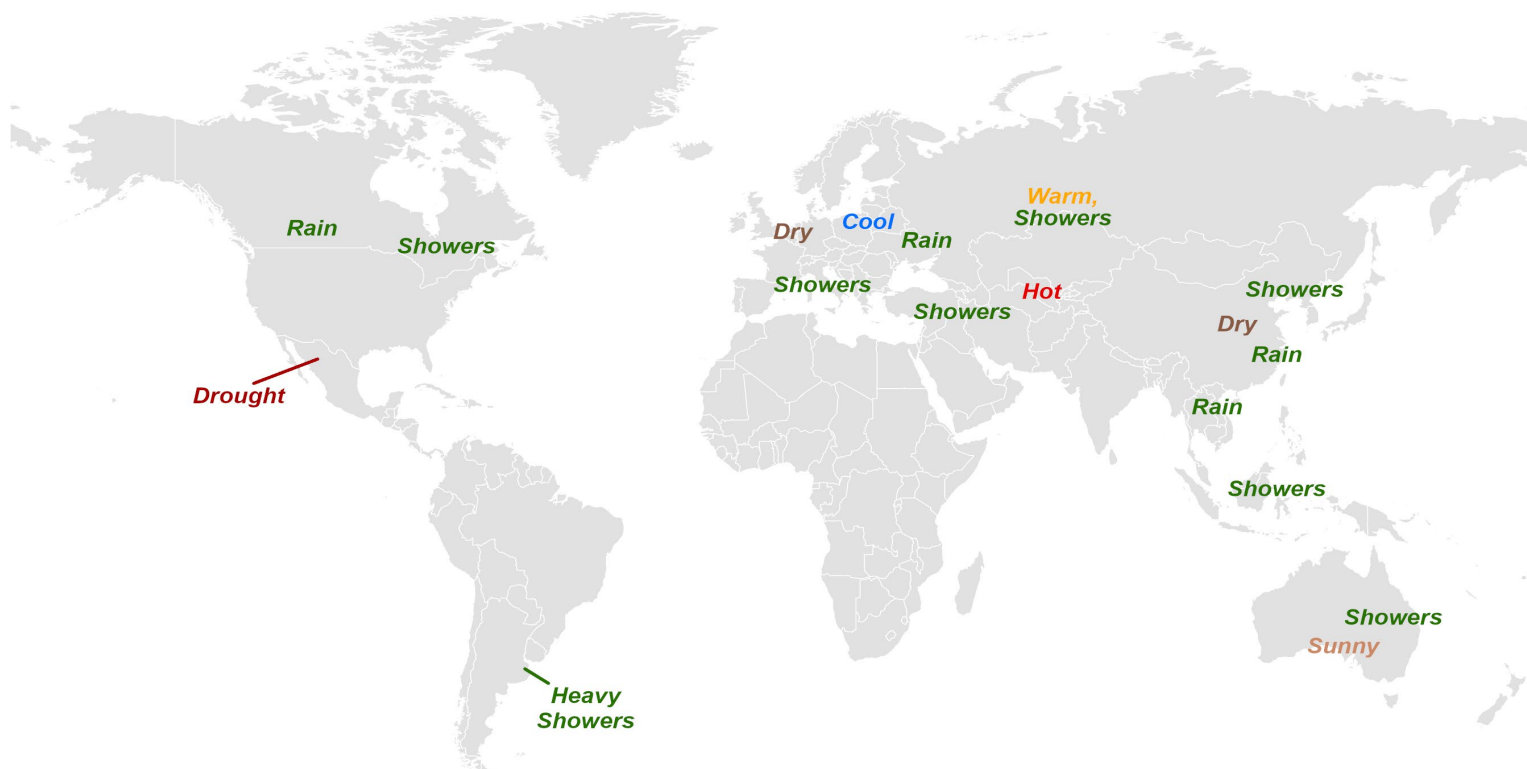 Warm,
Showers
Cool
Rain
Dry
Rain
Showers
Showers
Showers
Hot
Showers
Dry
Rain
Drought
Rain
Showers
Showers
Sunny
Heavy
Showers